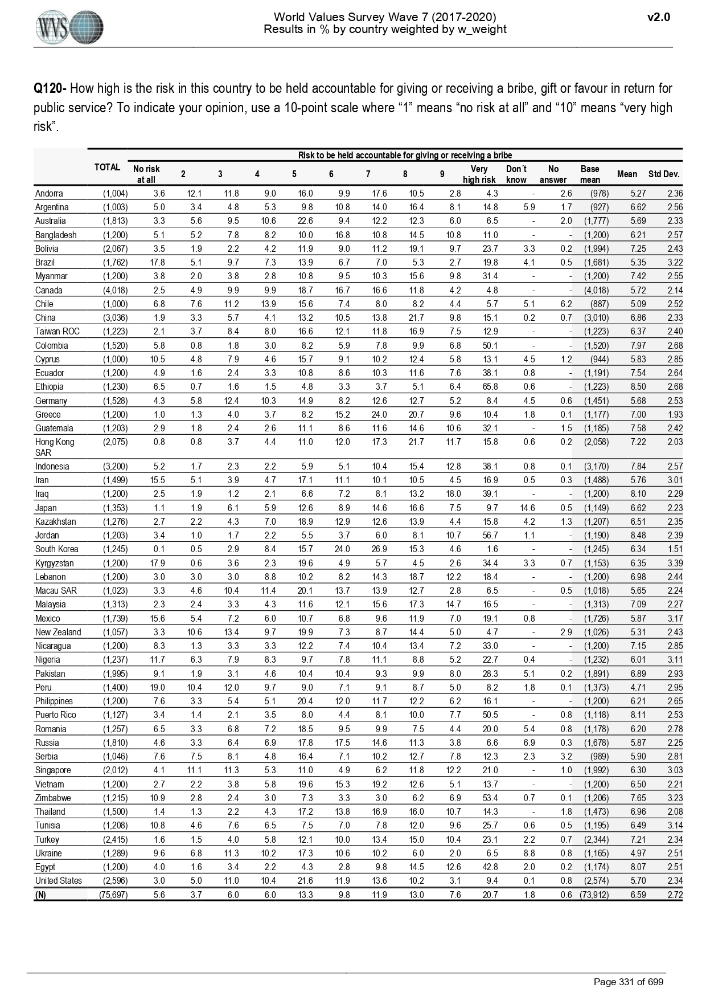 WVS
World Values Survey Wave 7 (2017-2020)
Results in % by country weighted by w_weight
v2.0
Q120- How high is the risk in this country to be held accountable for giving or receiving a bribe, gift or favour in return for
public service? To indicate your opinion, use a 10-point scale where “1” means “no risk at all” and “10” means “very high
risk”.
Risk to be held accountable for giving or receiving a bribe
TOTAL No risk at all 2 3 4 5 6 7 8 9 Very high risk Don´t know No answer Base mean Mean Std Dev.
Andorra (1,004) 3.6 12.1 11.8 9.0 16.0 9.9 17.6 10.5 2.8 4.3 - 2.6 (978) 5.27 2.36
Argentina (1,003) 5.0 3.4 4.8 5.3 9.8 10.8 14.0 16.4 8.1 14.8 5.9 1.7 (927) 6.62 2.56
Australia (1,813) 3.3 5.6 9.5 10.6 22.6 9.4 12.2 12.3 6.0 6.5 - 2.0 (1,777) 5.69 2.33
Bangladesh (1,200) 5.1 5.2 7.8 8.2 10.0 16.8 10.8 14.5 10.8 11.0 - - (1,200) 6.21 2.57
Bolivia (2,067) 3.5 1.9 2.2 4.2 11.9 9.0 11.2 19.1 9.7 23.7 3.3 0.2 (1,994) 7.25 2.43
Brazil (1,762) 17.8 5.1 9.7 7.3 13.9 6.7 7.0 5.3 2.7 19.8 4.1 0.5 (1,681) 5.35 3.22
Myanmar (1,200) 3.8 2.0 3.8 2.8 10.8 9.5 10.3 15.6 9.8 31.4 - - (1,200) 7.42 2.55
Canada (4,018) 2.5 4.9 9.9 9.9 18.7 16.7 16.6 11.8 4.2 4.8 - - (4,018) 5.72 2.14
Chile (1,000) 6.8 7.6 11.2 13.9 15.6 7.4 8.0 8.2 4.4 5.7 5.1 6.2 (887) 5.09 2.52
China (3,036) 1.9 3.3 5.7 4.1 13.2 10.5 13.8 21.7 9.8 15.1 0.2 0.7 (3,010) 6.86 2.33
Taiwan ROC (1,223) 2.1 3.7 8.4 8.0 16.6 12.1 11.8 16.9 7.5 12.9 - - (1,223) 6.37 2.40
Colombia (1,520) 5.8 0.8 1.8 3.0 8.2 5.9 7.8 9.9 6.8 50.1 - - (1,520) 7.97 2.68
Cyprus (1,000) 10.5 4.8 7.9 4.6 15.7 9.1 10.2 12.4 5.8 13.1 4.5 1.2 (944) 5.83 2.85
Ecuador (1,200) 4.9 1.6 2.4 3.3 10.8 8.6 10.3 11.6 7.6 38.1 0.8 - (1,191) 7.54 2.64
Ethiopia (1,230) 6.5 0.7 1.6 1.5 4.8 3.3 3.7 5.1 6.4 65.8 0.6 - (1,223) 8.50 2.68
Germany (1,528) 4.3 5.8 12.4 10.3 14.9 8.2 12.6 12.7 5.2 8.4 4.5 0.6 (1,451) 5.68 2.53
Greece (1,200) 1.0 1.3 4.0 3.7 8.2 15.2 24.0 20.7 9.6 10.4 1.8 0.1 (1,177) 7.00 1.93
Guatemala (1,203) 2.9 1.8 2.4 2.6 11.1 8.6 11.6 14.6 10.6 32.1 - 1.5 (1,185) 7.58 2.42
Hong Kong SAR (2,075) 0.8 0.8 3.7 4.4 11.0 12.0 17.3 21.7 11.7 15.8 0.6 0.2 (2,058) 7.22 2.03
Indonesia (3,200) 5.2 1.7 2.3 2.2 5.9 5.1 10.4 15.4 12.8 38.1 0.8 0.1 (3,170) 7.84 2.57
Iran (1,499) 15.5 5.1 3.9 4.7 17.1 11.1 10.1 10.5 4.5 16.9 0.5 0.3 (1,488) 5.76 3.01
Iraq (1,200) 2.5 1.9 1.2 2.1 6.6 7.2 8.1 13.2 18.0 39.1 - - (1,200) 8.10 2.29
Japan (1,353) 1.1 1.9 6.1 5.9 12.6 8.9 14.6 16.6 7.5 9.7 14.6 0.5 (1,149) 6.62 2.23
Kazakhstan (1,276) 2.7 2.2 4.3 7.0 18.9 12.9 12.6 13.9 4.4 15.8 4.2 1.3 (1,207) 6.51 2.35
Jordan (1,203) 3.4 1.0 1.7 2.2 5.5 3.7 6.0 8.1 10.7 56.7 1.1 - (1,190) 8.48 2.39
South Korea (1,245) 0.1 0.5 2.9 8.4 15.7 24.0 26.9 15.3 4.6 1.6 - - (1,245) 6.34 1.51
Kyrgyzstan (1,200) 17.9 0.6 3.6 2.3 19.6 4.9 5.7 4.5 2.6 34.4 3.3 0.7 (1,153) 6.35 3.39
Lebanon (1,200) 3.0 3.0 3.0 8.8 10.2 8.2 14.3 18.7 12.2 18.4 - - (1,200) 6.98 2.44
Macau SAR (1,023) 3.3 4.6 10.4 11.4 20.1 13.7 13.9 12.7 2.8 6.5 - 0.5 (1,018) 5.65 2.24
Malaysia (1,313) 2.3 2.4 3.3 4.3 11.6 12.1 15.6 17.3 14.7 16.5 - - (1,313) 7.09 2.27
Mexico (1,739) 15.6 5.4 7.2 6.0 10.7 6.8 9.6 11.9 7.0 19.1 0.8 - (1,726) 5.87 3.17
New Zealand (1,057) 3.3 10.6 13.4 9.7 19.9 7.3 8.7 14.4 5.0 4.7 - 2.9 (1,026) 5.31 2.43
Nicaragua (1,200) 8.3 1.3 3.3 3.3 12.2 7.4 10.4 13.4 7.2 33.0 - - (1,200) 7.15 2.85
Nigeria (1,237) 11.7 6.3 7.9 8.3 9.7 7.8 11.1 8.8 5.2 22.7 0.4 - (1,232) 6.01 3.11
Pakistan (1,995) 9.1 1.9 3.1 4.6 10.4 10.4 9.3 9.9 8.0 28.3 5.1 0.2 (1,891) 6.89 2.93
Peru (1,400) 19.0 10.4 12.0 9.7 9.0 7.1 9.1 8.7 5.0 8.2 1.8 0.1 (1,373) 4.71 2.95
Philippines (1,200) 7.6 3.3 5.4 5.1 20.4 12.0 11.7 12.2 6.2 16.1 - - (1,200) 6.21 2.65
Puerto Rico (1,127) 3.4 1.4 2.1 3.5 8.0 4.4 8.1 10.0 7.7 50.5 - 0.8 (1,118) 8.11 2.53
Romania (1,257) 6.5 3.3 6.8 7.2 18.5 9.5 9.9 7.5 4.4 20.0 5.4 0.8 (1,178) 6.20 2.78
Russia (1,810) 4.6 3.3 6.4 6.9 17.8 17.5 14.6 11.3 3.8 6.6 6.9 0.3 (1,678) 5.87 2.25
Serbia (1,046) 7.6 7.5 8.1 4.8 16.4 7.1 10.2 12.7 7.8 12.3 2.3 3.2 (989) 5.90 2.81
Singapore (2,012) 4.1 11.1 11.3 5.3 11.0 4.9 6.2 11.8 12.2 21.0 - 1.0 (1,992) 6.30 3.03
Vietnam (1,200) 2.7 2.2 3.8 5.8 19.6 15.3 19.2 12.6 5.1 13.7 - - (1,200) 6.50 2.21
Zimbabwe (1,215) 10.9 2.8 2.4 3.0 7.3 3.3 3.0 6.2 6.9 53.4 0.7 0.1 (1,206) 7.65 3.23
Thailand (1,500) 1.4 1.3 2.2 4.3 17.2 13.8 16.9 16.0 10.7 14.3 - 1.8 (1,473) 6.96 2.08
Tunisia (1,208) 10.8 4.6 7.6 6.5 7.5 7.0 7.8 12.0 9.6 25.7 0.6 0.5 (1,195) 6.49 3.14
Turkey (2,415) 1.6 1.5 4.0 5.8 12.1 10.0 13.4 15.0 10.4 23.1 2.2 0.7 (2,344) 7.21 2.34
Ukraine (1,289) 9.6 6.8 11.3 10.2 17.3 10.6 10.2 6.0 2.0 6.5 8.8 0.8 (1,165) 4.97 2.51
Egypt (1,200) 4.0 1.6 3.4 2.2 4.3 2.8 9.8 14.5 12.6 42.8 2.0 0.2 (1,174) 8.07 2.51
United States (2,596) 3.0 5.0 11.0 10.4 21.6 11.9 13.6 10.2 3.1 9.4 0.1 0.8 (2,574) 5.70 2.34
(N) (75,697) 5.6 3.7 6.0 6.0 13.3 9.8 11.9 13.0 7.6 20.7 1.8 0.6 (73,912) 6.59 2.72
Page 331 of 699